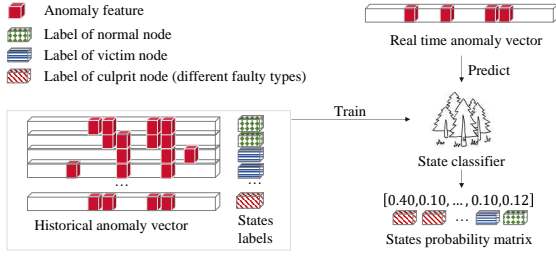 Anomaly feature
Label of normal node
Label of victim node
Label of culprit node (different faulty types)
Real time anomaly vector
Predict
Train
State classifier
...
...
[0.40,0.10, ... , 0.10,0.12]
...
States probability matrix
Historical anomaly vector
States
labels